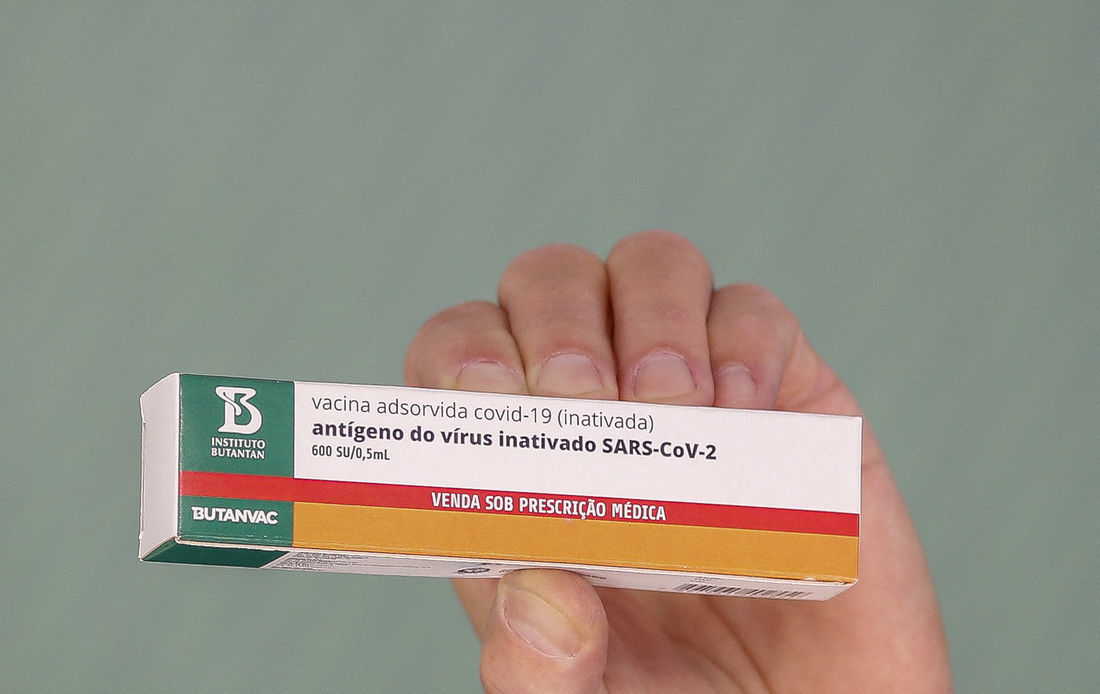 INSTITUTO
BUTANTAN
vacina adsorvida covid-19 (inativada)
antígeno do vírus inativado SARS-CoV-2
600 SU/0,5mL
VENDA SOB PRESCRIÇÃO MÉDICA
BUTANVAC